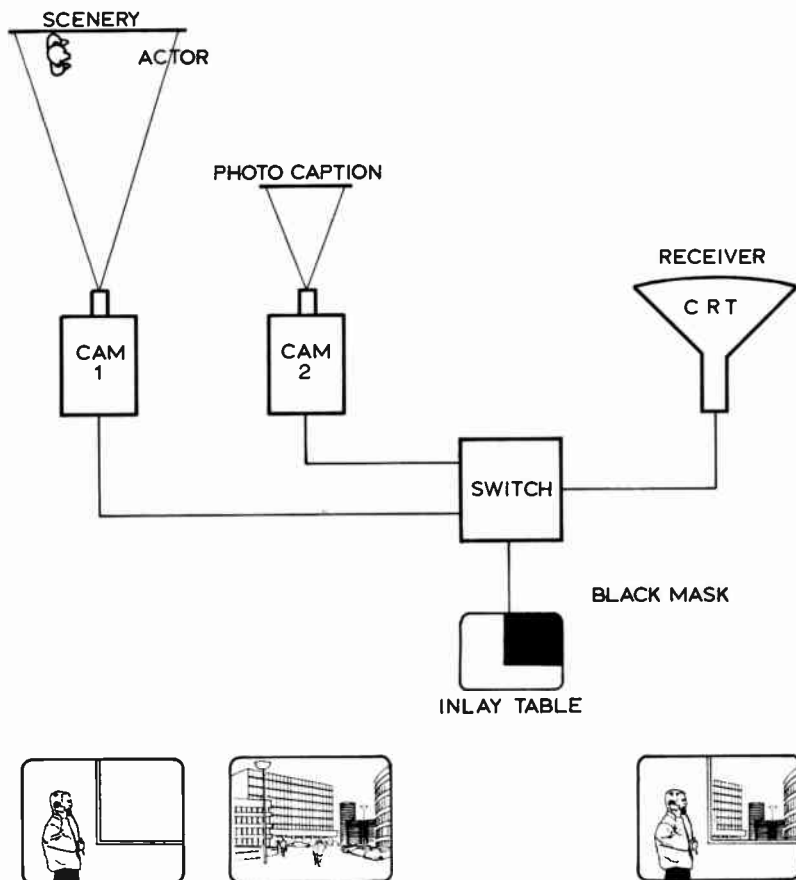 SCENERY
ACTOR
PHOTO CAPTION
RECEIVER
CRT
CAM
1
CAM
2
SWITCH
BLACK MASK
INLAY TABLE